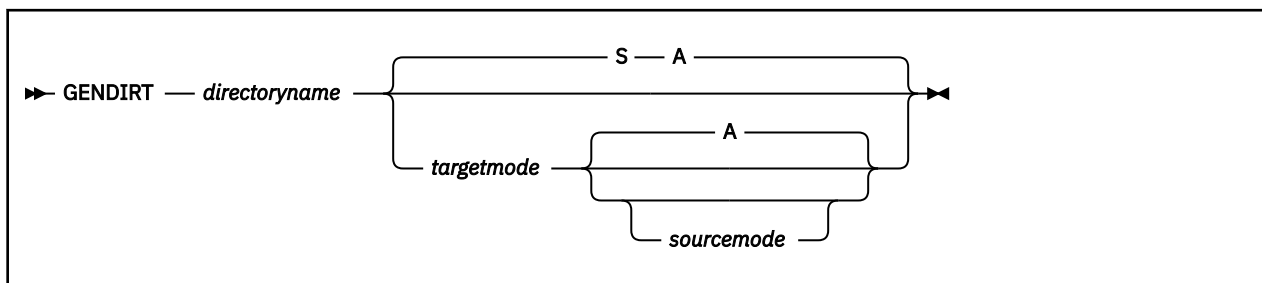 S A
GENDIRT directoryname
A
targetmode
sourcemode